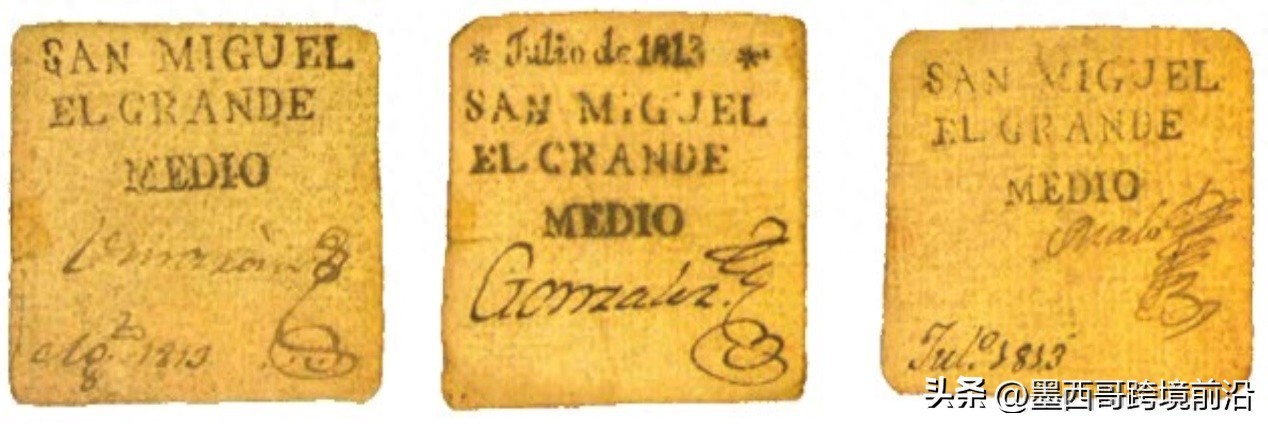 SAN MIGUEL
EL GRANDE
MEDIO
1813
* Julio de 1813 *
SAN MIGUEL
EL GRANDE
MEDIO
Gonzalez
SAN MIGUEL
EL GRANDE
MEDIO
Jul.º 1813
头条 @墨西哥跨境前沿